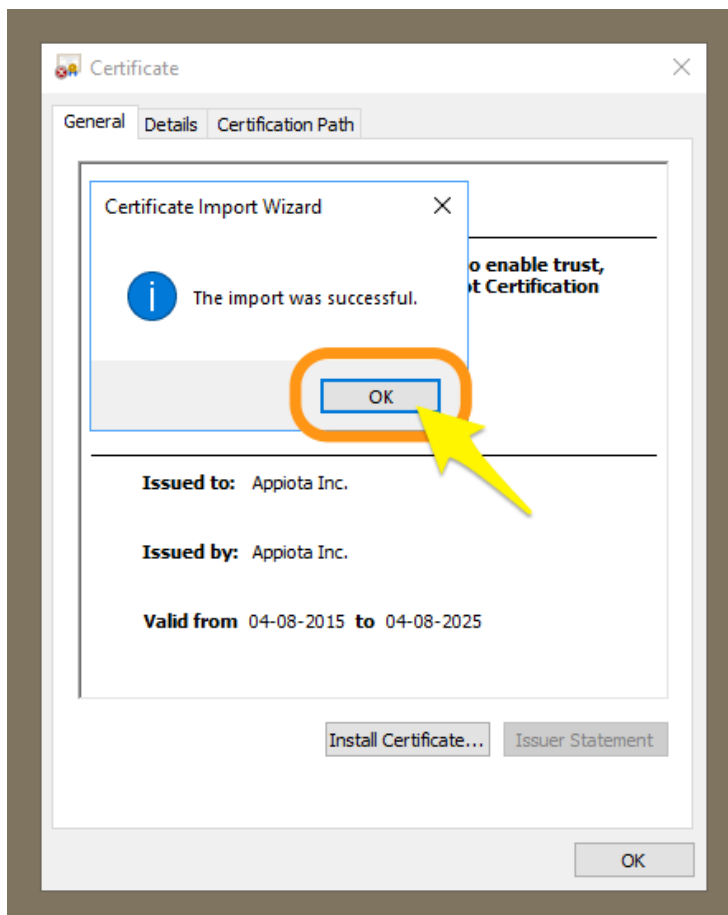 Certificate
General Details Certification Path
Certificate Import Wizard
o enable trust,
t Certification
The import was successful.
OK
Issued to: Appiota Inc.
Issued by: Appiota Inc.
Valid from 04-08-2015 to 04-08-2025
Install Certificate... Issuer Statement
OK